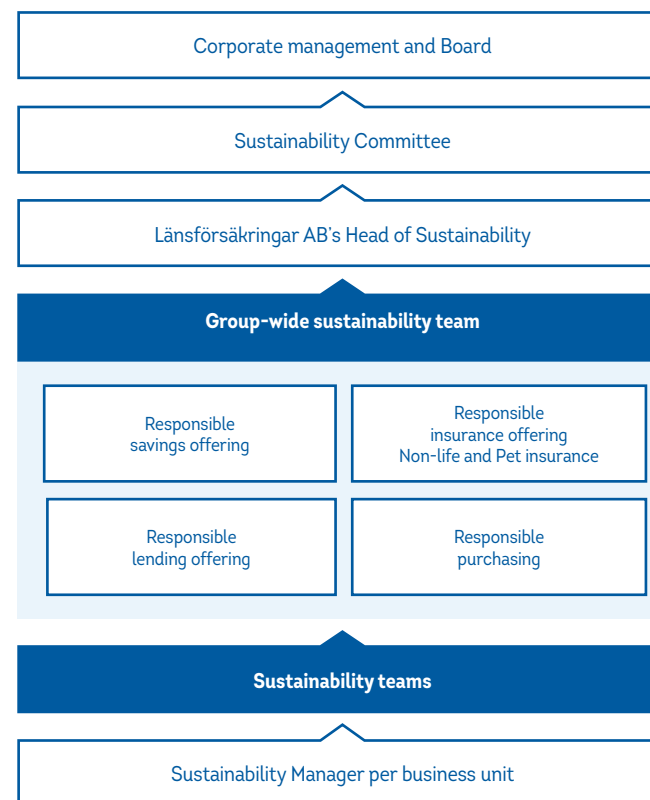 Corporate management and Board
Sustainability Committee
Länsförsäkringar AB's Head of Sustainability
Group-wide sustainability team
Responsible
savings offering
Responsible
insurance offering
Non-life and Pet insurance
Responsible
lending offering
Responsible
purchasing
Sustainability teams
Sustainability Manager per business unit